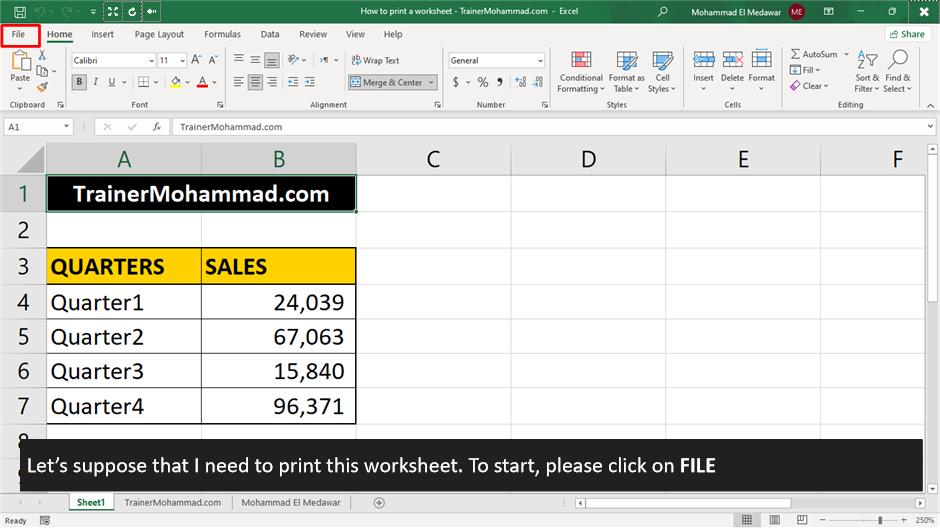 How to print a worksheet - TrainerMohammad.com - Excel
Mohammad El Medawar
ME
File Home Insert Page Layout Formulas Data Review View Help
Share
Paste
Clipboard
Calibri 11 A A
B I U A
Font
Wrap Text
Merge & Center
Alignment
General
$ % ,
Number
Conditional Formatting
Format as Table
Cell Styles
Styles
Insert Delete Format
Cells
AutoSum
Fill
Clear
Sort & Filter
Find & Select
Editing
A1 fx TrainerMohammad.com
A B C D E F
1 TrainerMohammad.com
2
3 QUARTERS SALES
4 Quarter1 24,039
5 Quarter2 67,063
6 Quarter3 15,840
7 Quarter4 96,371
Let's suppose that I need to print this worksheet. To start, please click on FILE
Sheet1 TrainerMohammad.com Mohammad El Medawar
Ready 250%